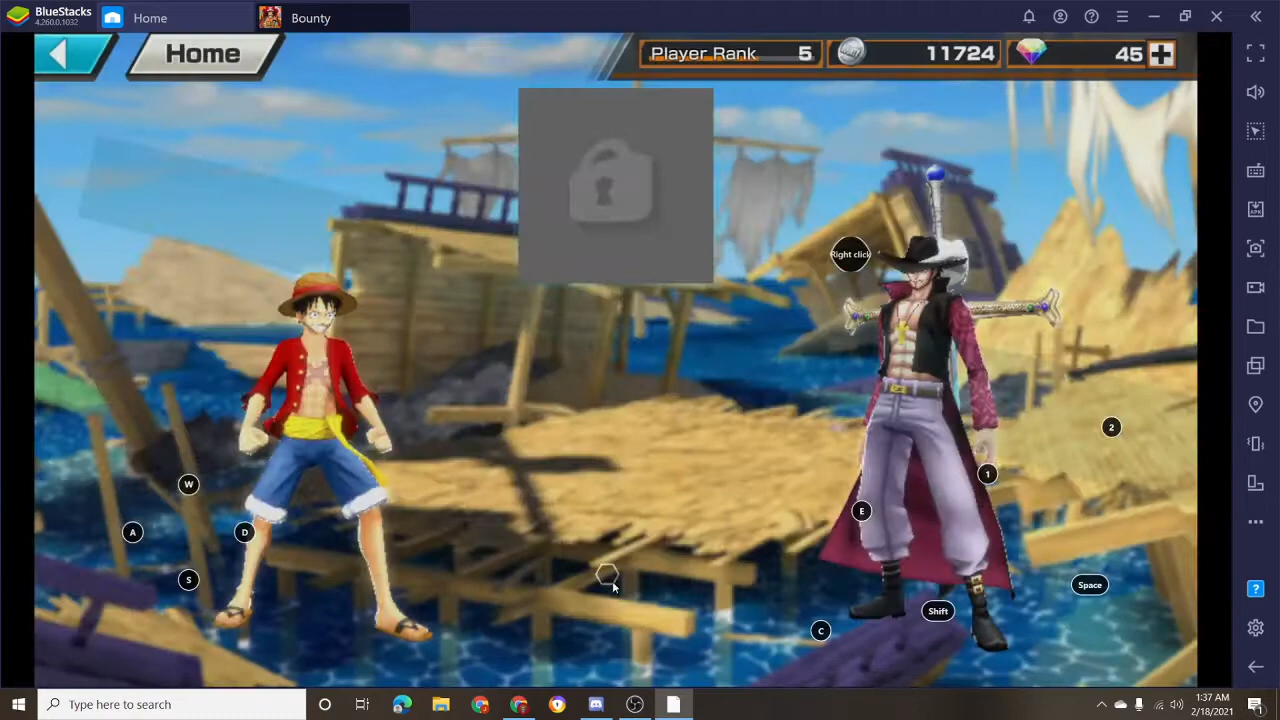 BlueStacks
4.260.0.1032
Home
Bounty
Home
Player Rank 5
11724
45
Right click
2
W
1
E
A
D
S
Space
Shift
C
Type here to search
1:37 AM
2/18/2021